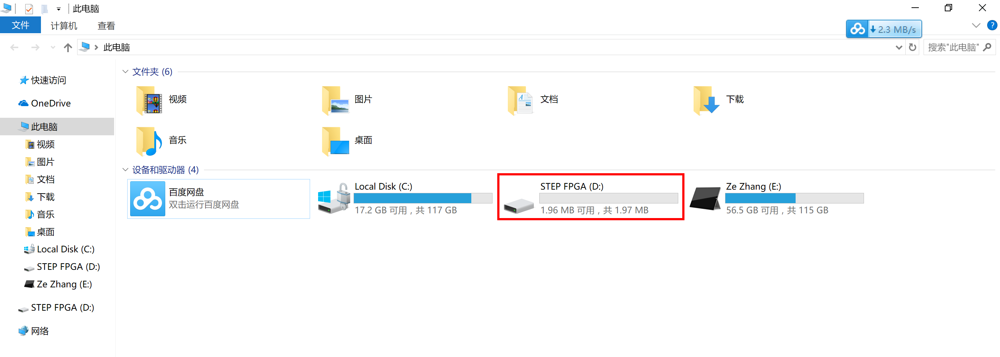 此电脑
文件
计算机
查看
2.3 MB/s
?
此电脑
搜索"此电脑"
快速访问
OneDrive
此电脑
视频
图片
文档
下载
音乐
桌面
Local Disk (C:)
STEP FPGA (D:)
Ze Zhang (E:)
STEP FPGA (D:)
网络
文件夹 (6)
视频
图片
文档
下载
音乐
桌面
设备和驱动器 (4)
百度网盘
双击运行百度网盘
Local Disk (C:)
17.2 GB 可用，共 117 GB
STEP FPGA (D:)
1.96 MB 可用，共 1.97 MB
Ze Zhang (E:)
56.5 GB 可用，共 115 GB